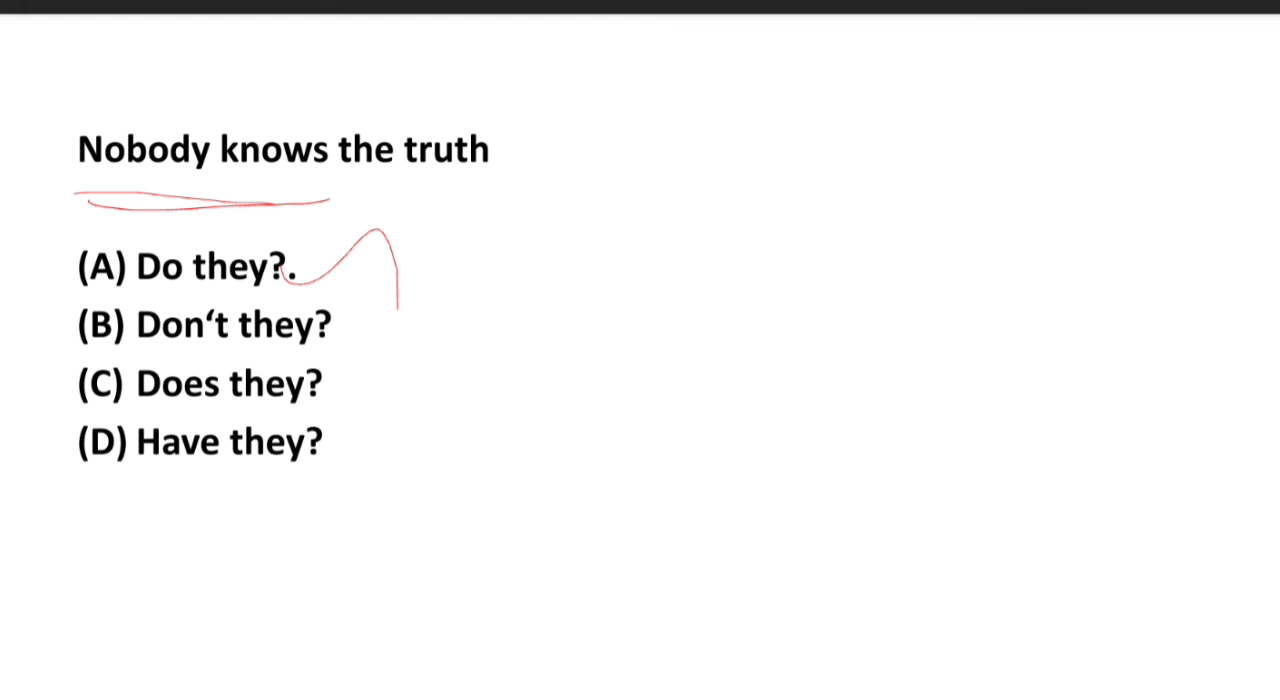 Nobody knows the truth
(A) Do they?.
(B) Don‘t they?
(C) Does they?
(D) Have they?